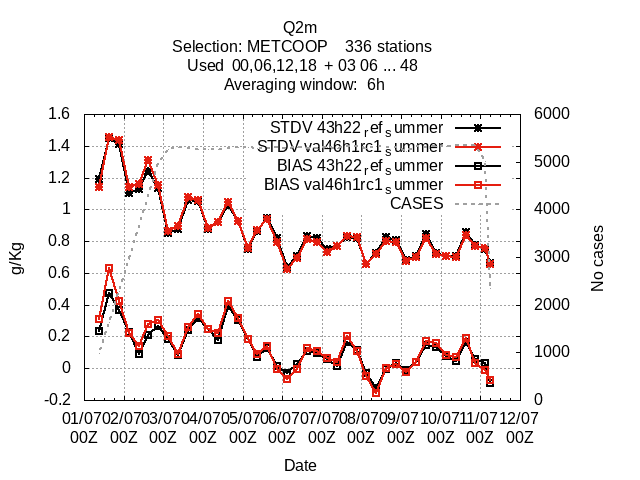 Q2m
Selection: METCOOP 336 stations
Used 00,06,12,18 + 03 06 ... 48
Averaging window: 6h
STDV 43h22refsummer
STDV val46h1rc1summer
BIAS 43h22refsummer
BIAS val46h1rc1summer
CASES
1.6
1.4
1.2
1
0.8
0.6
0.4
0.2
0
-0.2
g/Kg
6000
5000
4000
3000
2000
1000
0
No cases
01/07 02/07 03/07 04/07 05/07 06/07 07/07 08/07 09/07 10/07 11/07 12/07
00Z 00Z 00Z 00Z 00Z 00Z 00Z 00Z 00Z 00Z 00Z 00Z
Date